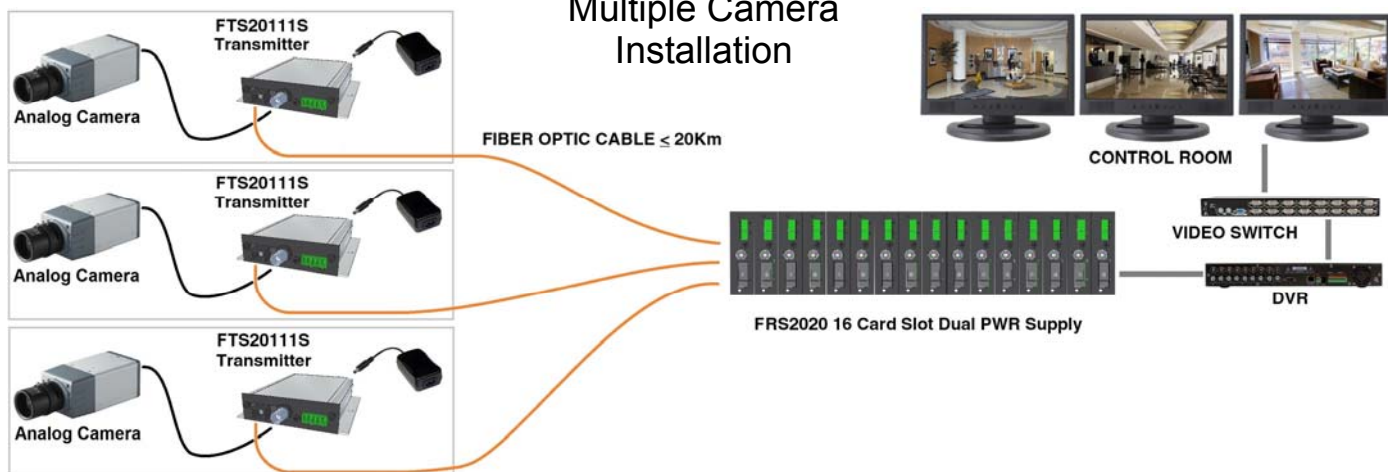 Multiple Camera
Installation
FTS20111S
Transmitter
Analog Camera
FTS20111S
Transmitter
Analog Camera
FTS20111S
Transmitter
Analog Camera
FIBER OPTIC CABLE ≤ 20Km
FRS2020 16 Card Slot Dual PWR Supply
CONTROL ROOM
VIDEO SWITCH
DVR